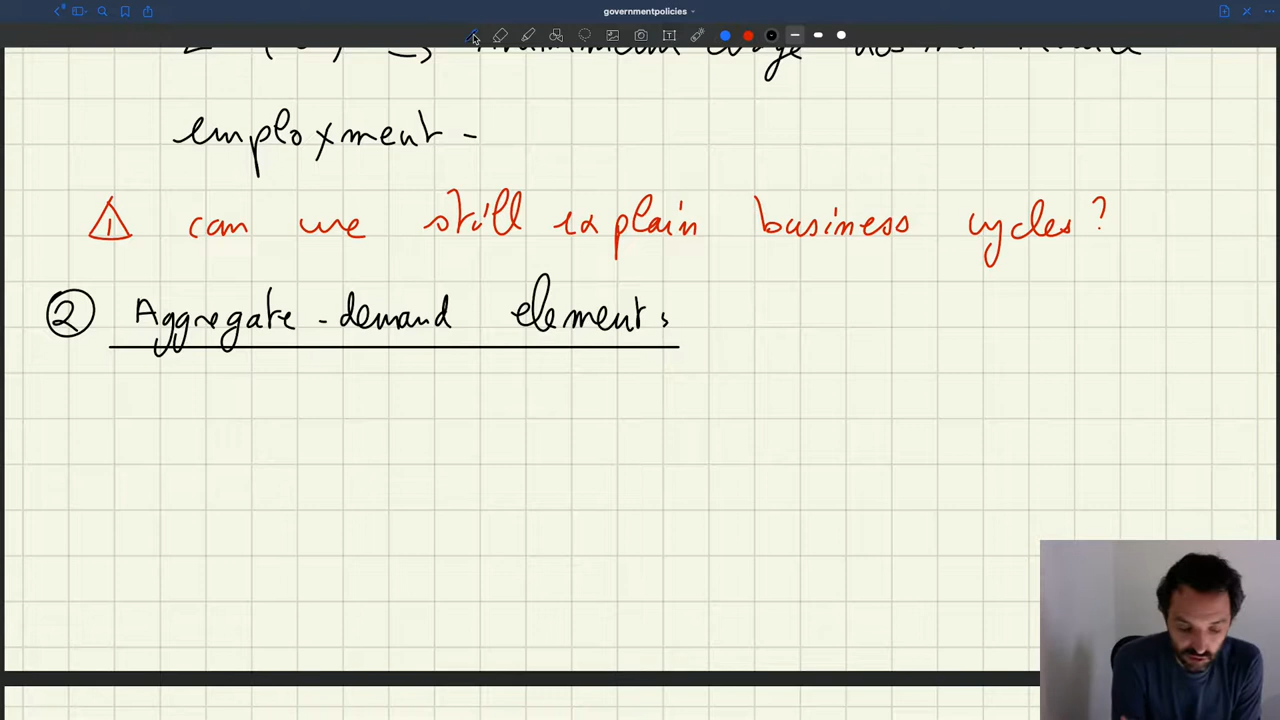 governmentpolicies
employment -
⚠ can we still explain business cycles?
② Aggregate-demand elements